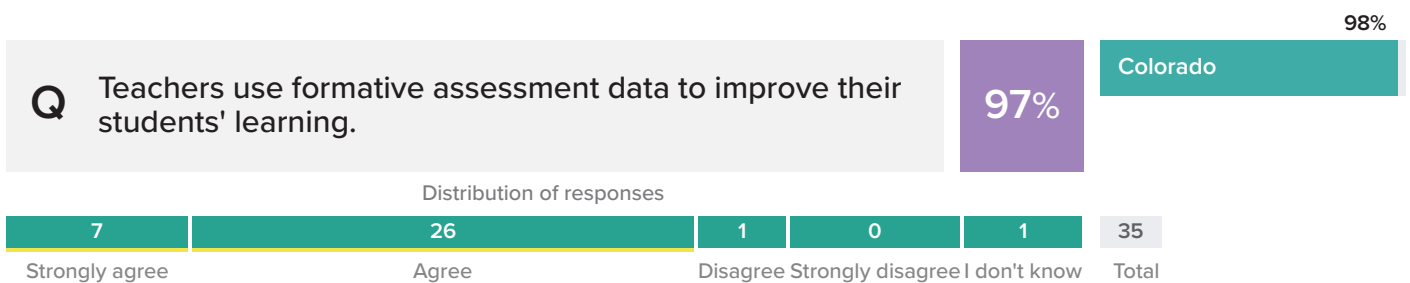 98%
Colorado
Q
Teachers use formative assessment data to improve their
students' learning.
97%
Distribution of responses
7 26 1 0 1 35
Strongly agree Agree Disagree Strongly disagree I don't know Total